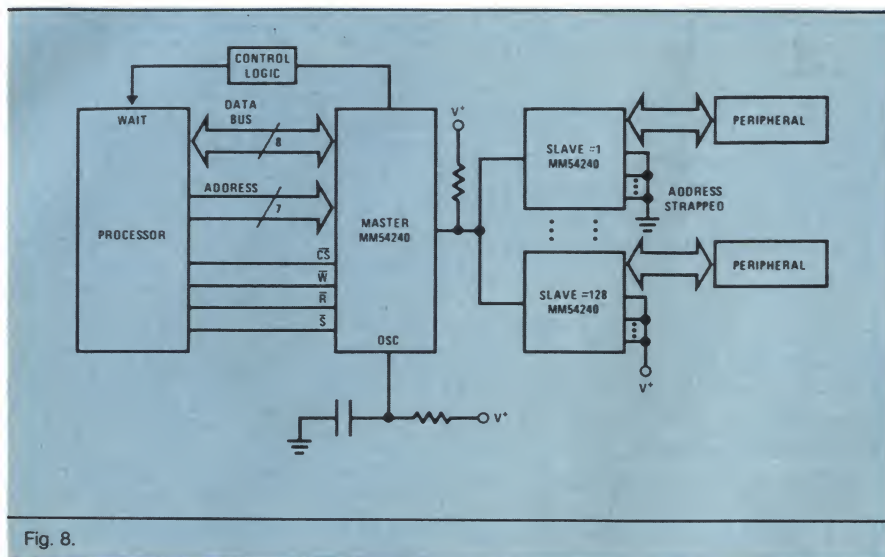 CONTROL
LOGIC
WAIT
DATA
BUS
8
ADDRESS
7
PROCESSOR
C̅S̅
W̅
R̅
S̅
MASTER
MM54240
OSC
V⁺
V⁺
SLAVE =1
MM54240
PERIPHERAL
ADDRESS
STRAPPED
SLAVE =128
MM54240
PERIPHERAL
V⁺
Fig. 8.